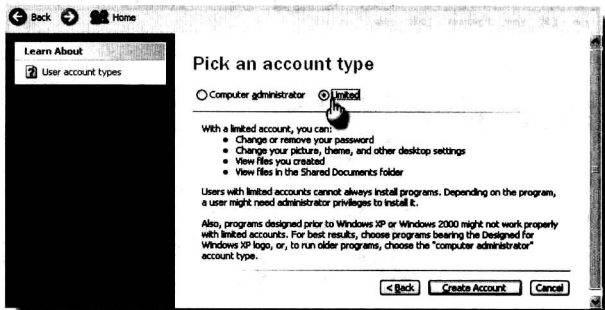 Back Home
Learn About
User account types
Pick an account type
Computer administrator Limited
With a limited account, you can:
• Change or remove your password
• Change your picture, theme, and other desktop settings
• View files you created
• View files in the Shared Documents folder
Users with limited accounts cannot always install programs. Depending on the program,
a user might need administrator privileges to install it.
Also, programs designed prior to Windows XP or Windows 2000 might not work properly
with limited accounts. For best results, choose programs bearing the Designed for
Windows XP logo, or, to run older programs, choose the "computer administrator"
account type.
< Back Create Account Cancel